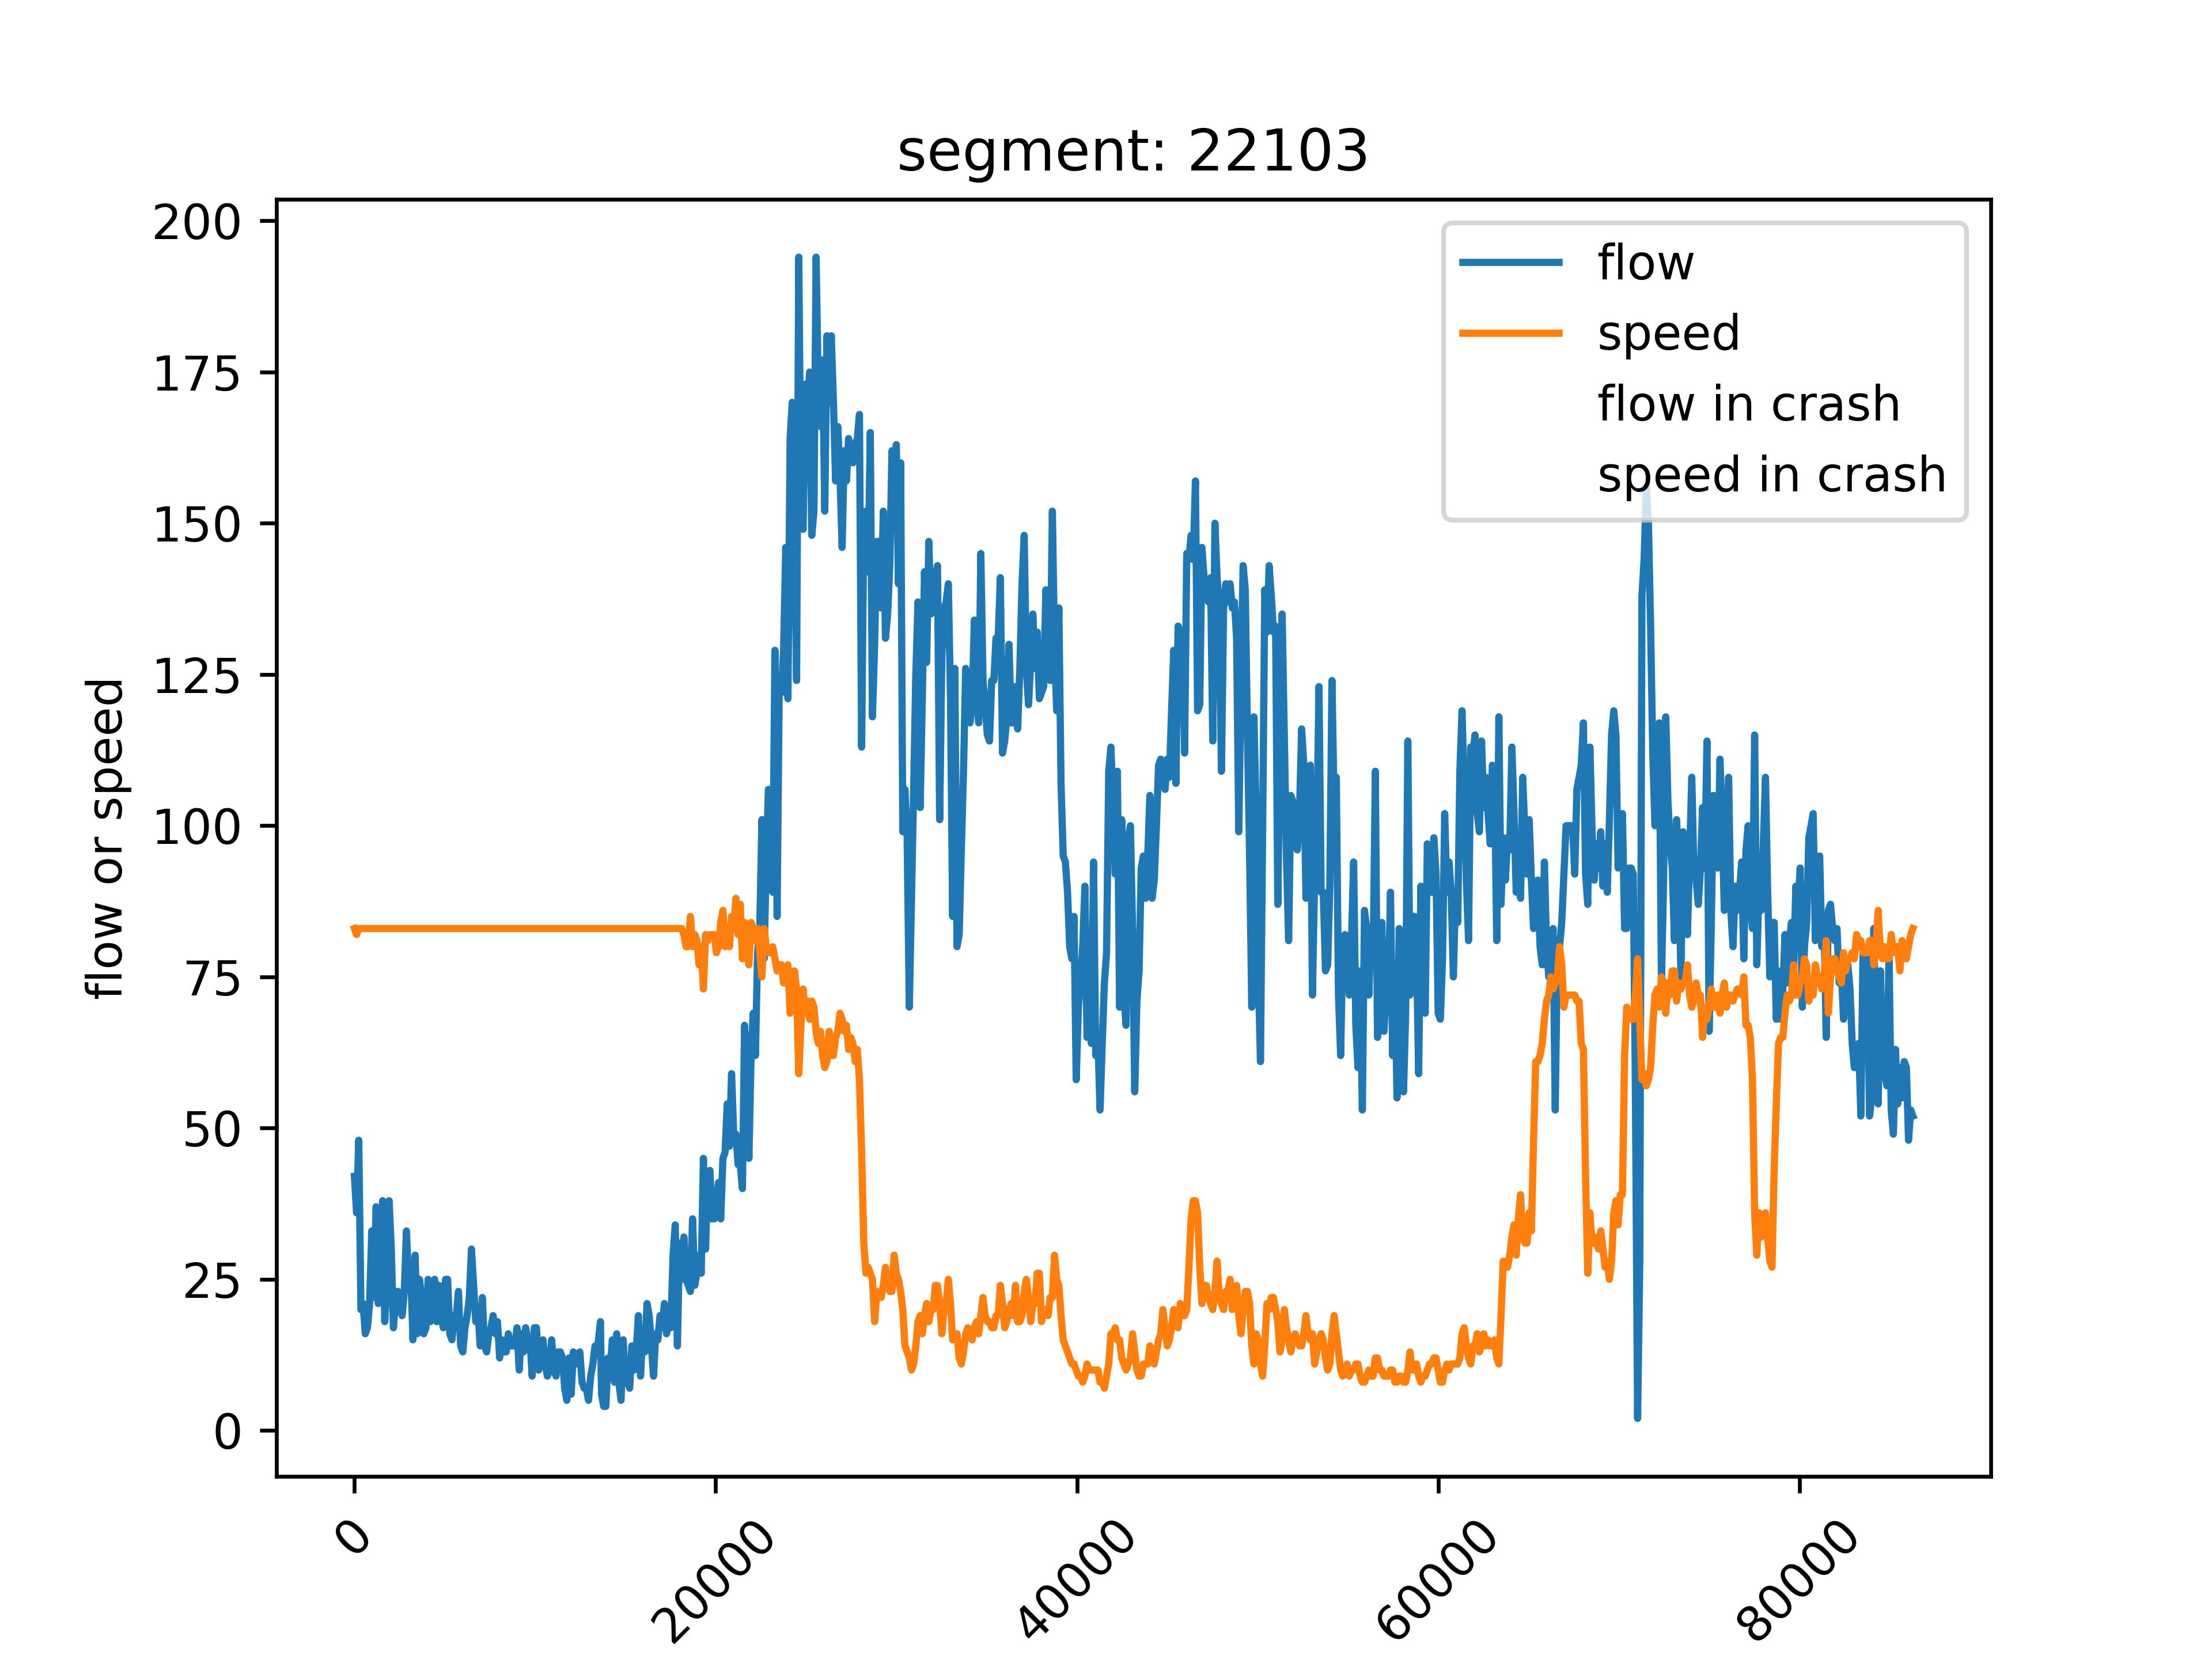 segment: 22103
200
175
150
125
100
75
50
25
0
flow or speed
flow
speed
flow in crash
speed in crash
0
20000
40000
60000
80000